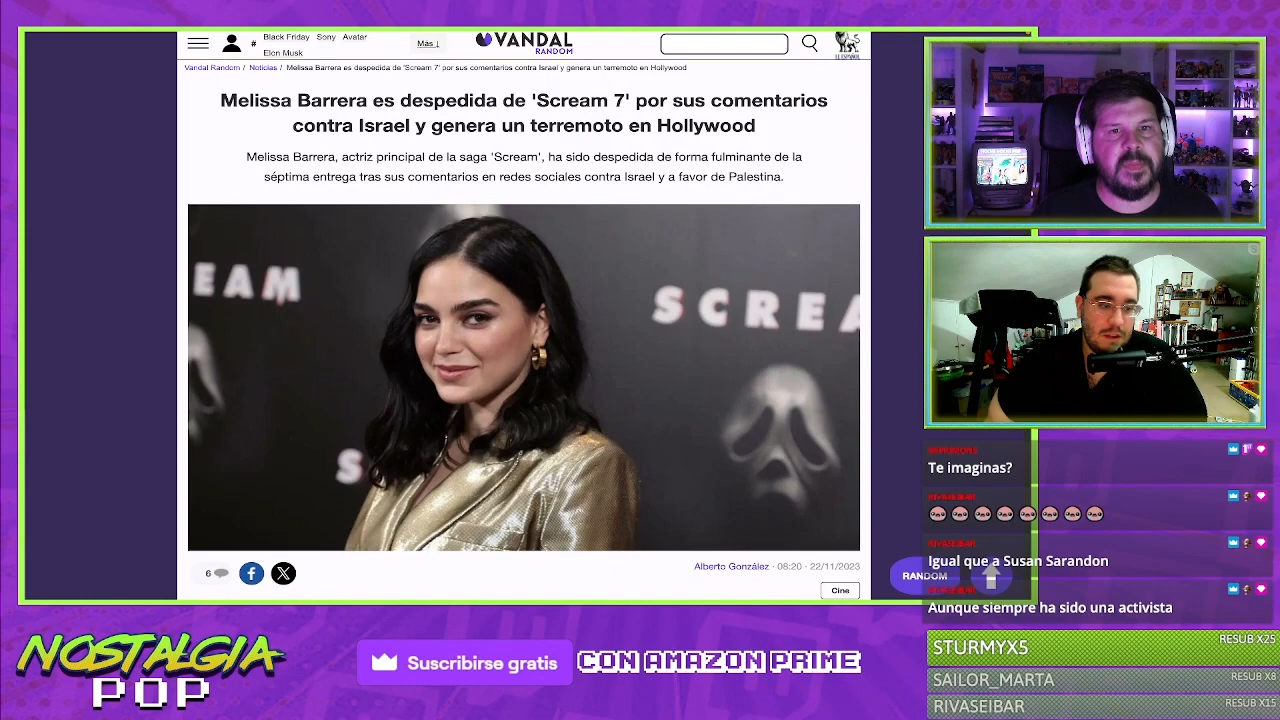 # Black Friday Sony Avatar
Elon Musk
Más ↓
VANDAL
RANDOM
EL ESPAÑOL
Vandal Random / Noticias / Melissa Barrera es despedida de 'Scream 7' por sus comentarios contra Israel y genera un terremoto en Hollywood
Melissa Barrera es despedida de 'Scream 7' por sus comentarios
contra Israel y genera un terremoto en Hollywood
Melissa Barrera, actriz principal de la saga 'Scream', ha sido despedida de forma fulminante de la
séptima entrega tras sus comentarios en redes sociales contra Israel y a favor de Palestina.
EAM
SCREA
S
6
Alberto González · 08:20 · 22/11/2023
Cine
RANDOM
Te imaginas?
RIVASEIBAR
Igual que a Susan Sarandon
Aunque siempre ha sido una activista
STURMYX5 RESUB X25
SAILOR_MARTA RESUB X8
RIVASEIBAR RESUB X15
NOSTALGIA
POP
Suscribirse gratis
CON AMAZON PRIME